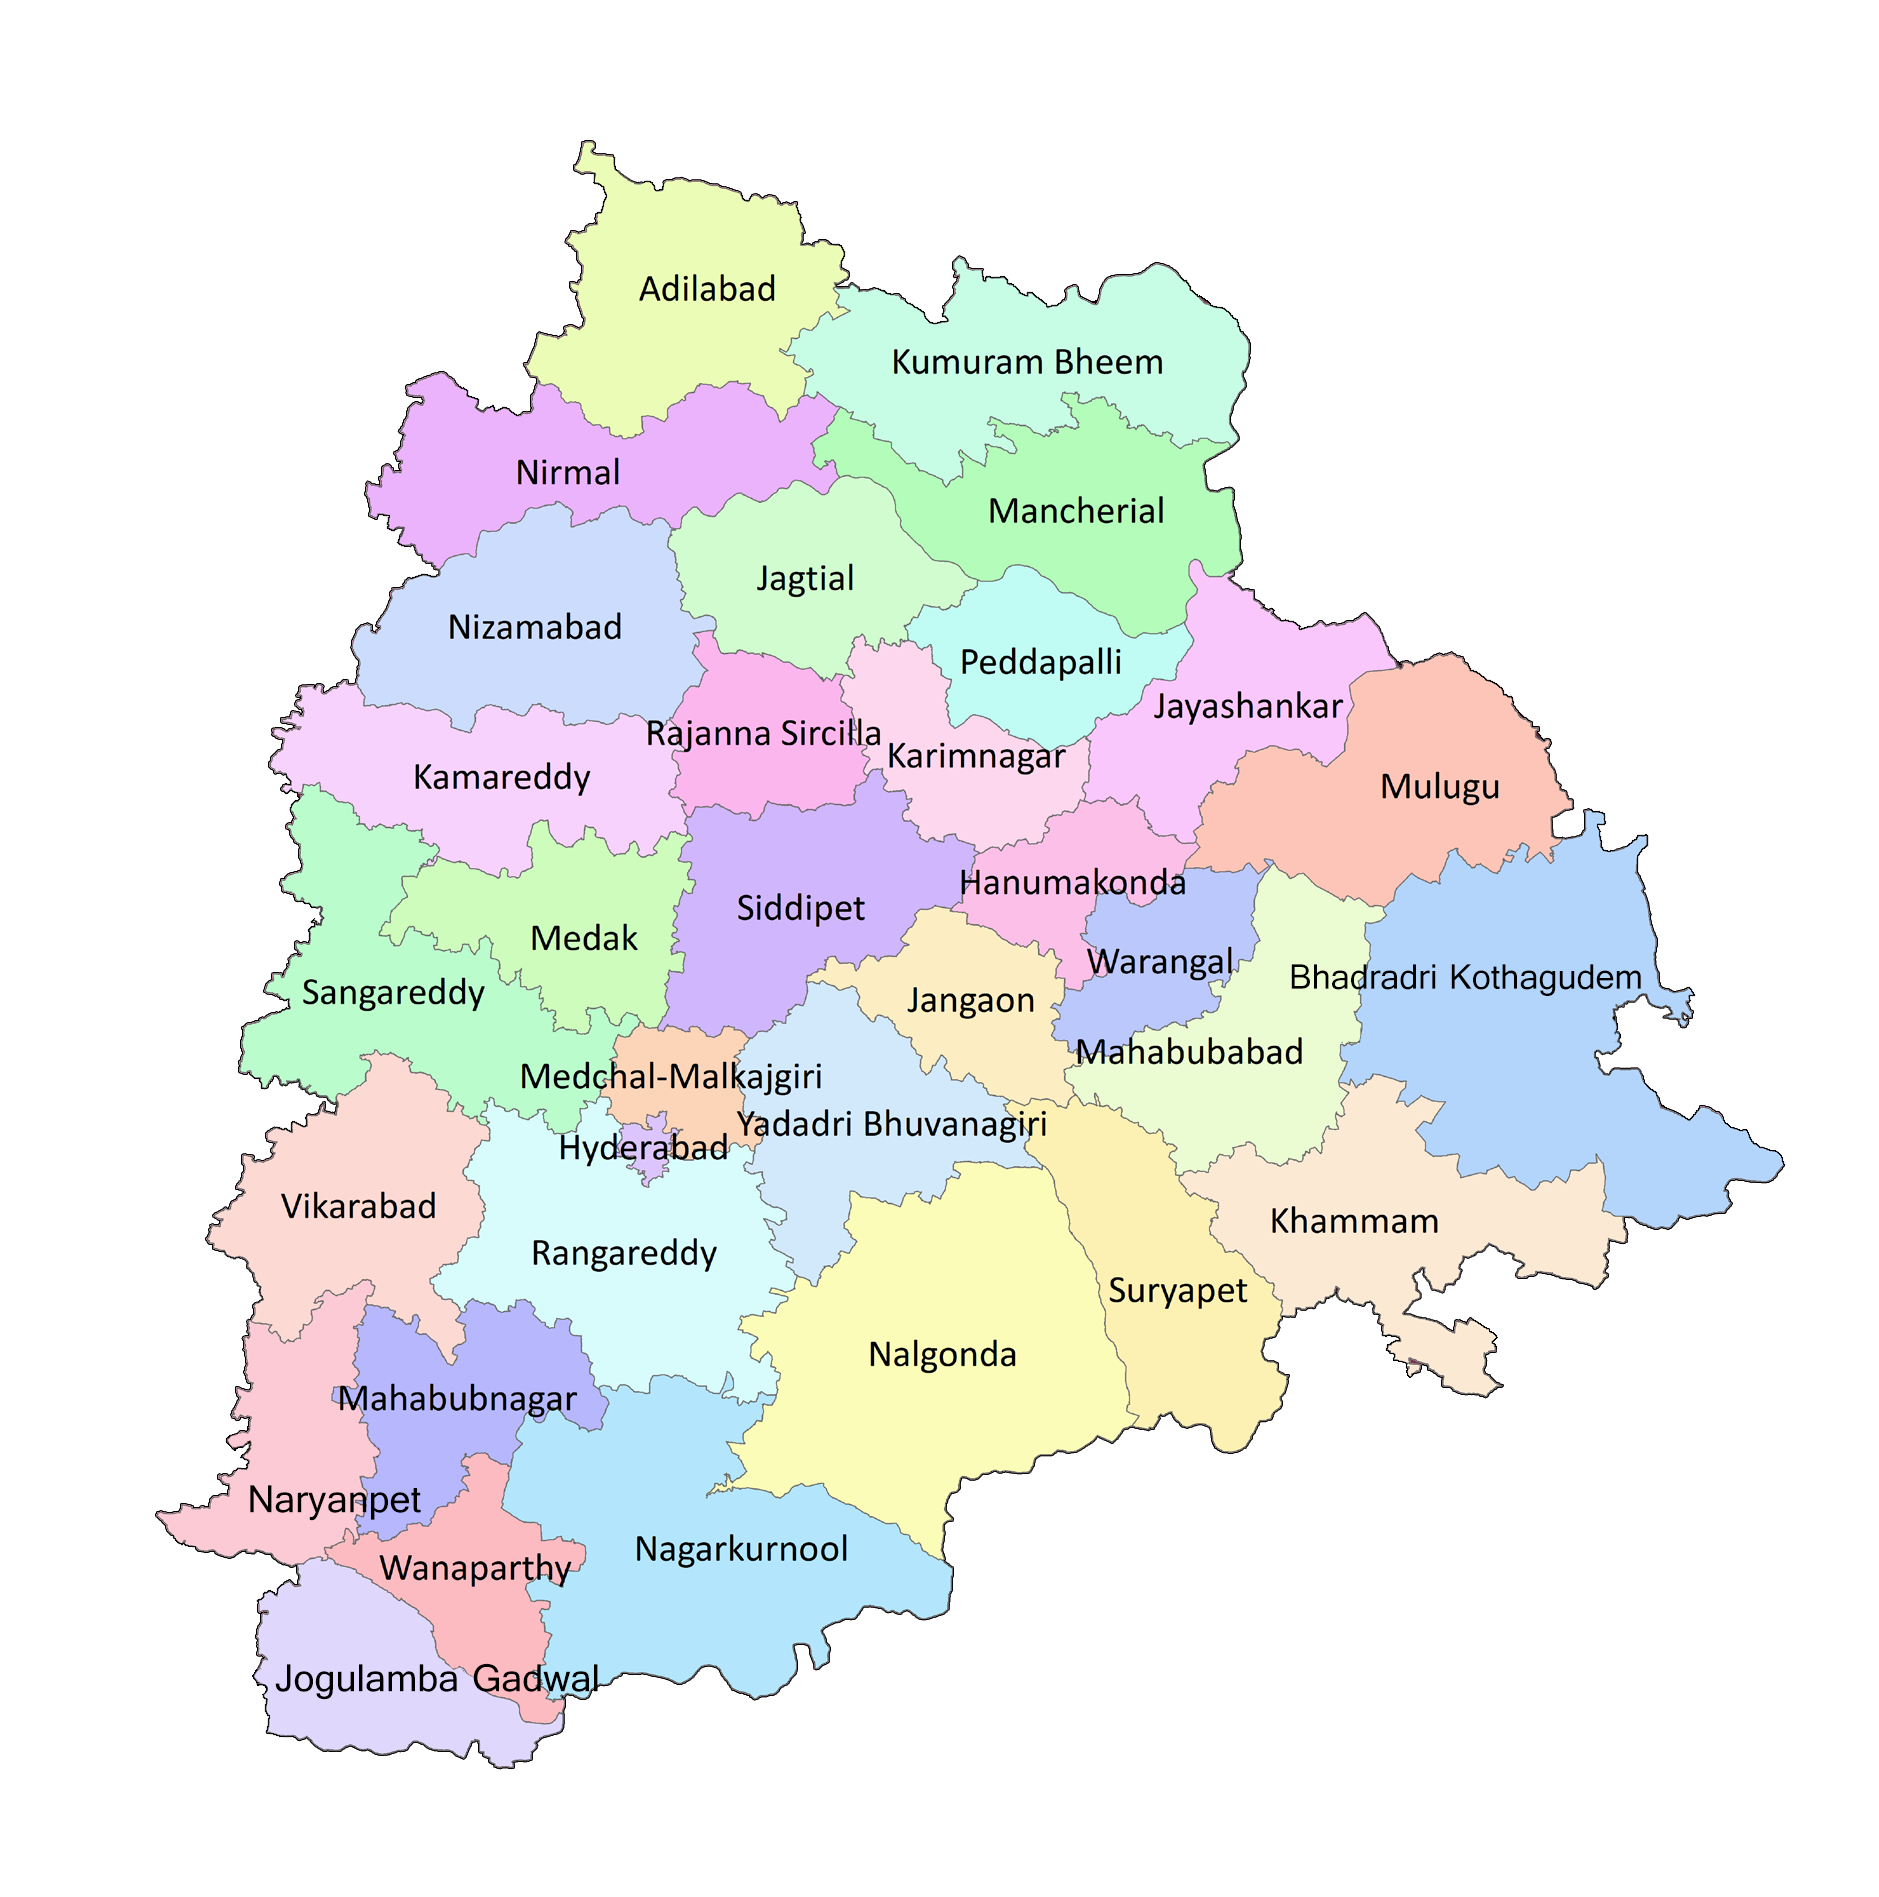 Adilabad
Kumuram Bheem
Nirmal
Mancherial
Jagtial
Nizamabad
Peddapalli
Jayashankar
Rajanna Sircilla
Karimnagar
Kamareddy
Mulugu
Hanumakonda
Siddipet
Medak
Warangal
Bhadradri Kothagudem
Sangareddy
Jangaon
Mahabubabad
Medchal-Malkajgiri
Yadadri Bhuvanagiri
Hyderabad
Vikarabad
Khammam
Rangareddy
Suryapet
Nalgonda
Mahabubnagar
Naryanpet
Nagarkurnool
Wanaparthy
Jogulamba Gadwal